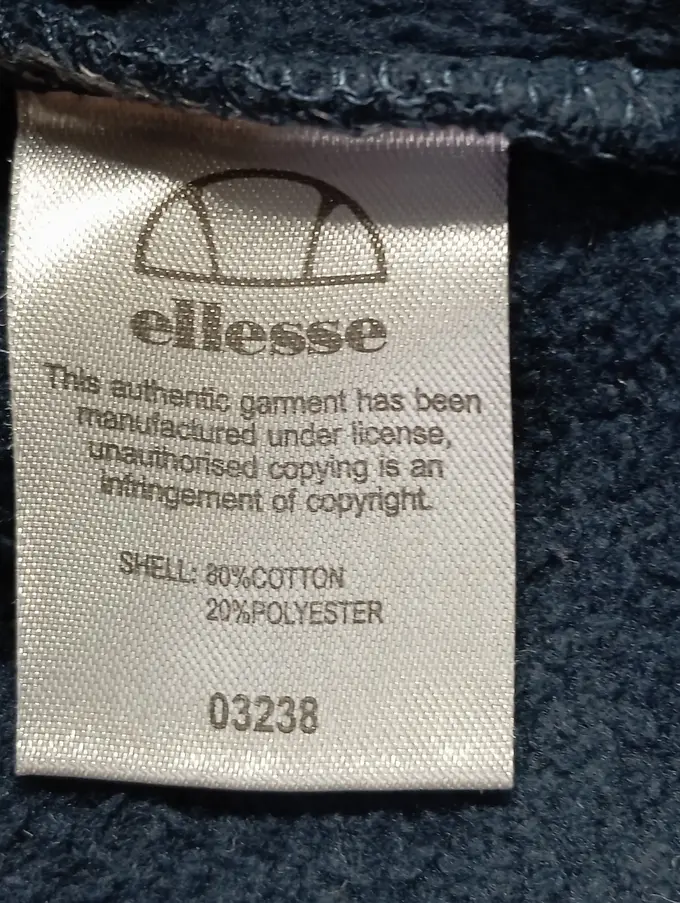 ellesse
This authentic garment has been
manufactured under license,
unauthorised copying is an
infringement of copyright.
SHELL: 80%COTTON
20%POLYESTER
03238